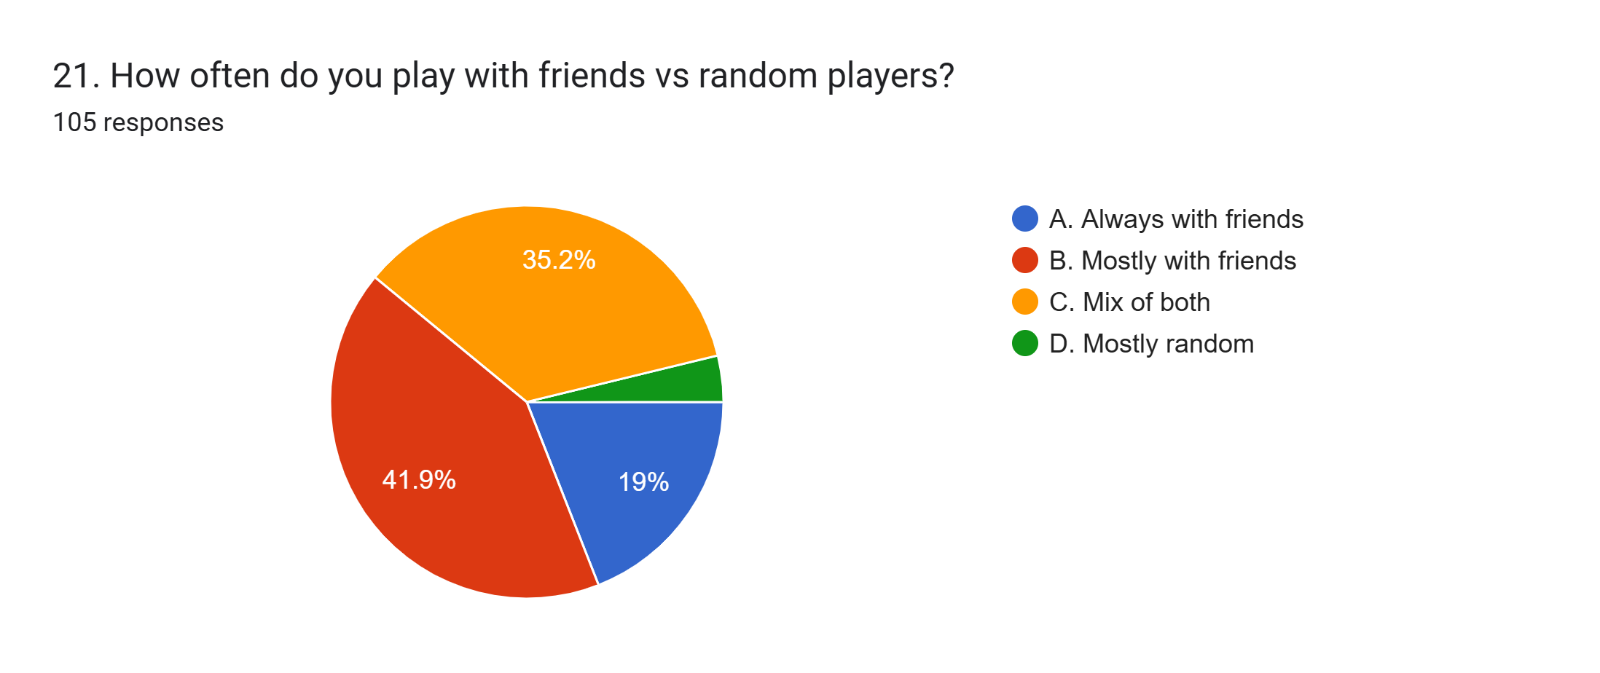 21. How often do you play with friends vs random players?
105 responses
35.2%
41.9%
19%
A. Always with friends
B. Mostly with friends
C. Mix of both
D. Mostly random